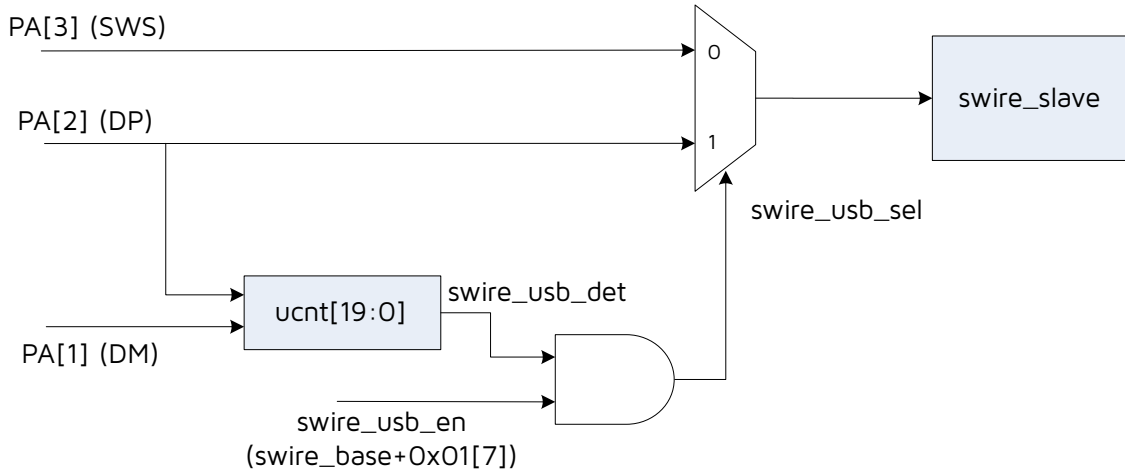 PA[3] (SWS)
0
swire_slave
PA[2] (DP)
1
swire_usb_sel
swire_usb_det
ucnt[19:0]
PA[1] (DM)
swire_usb_en
(swire_base+0x01[7])